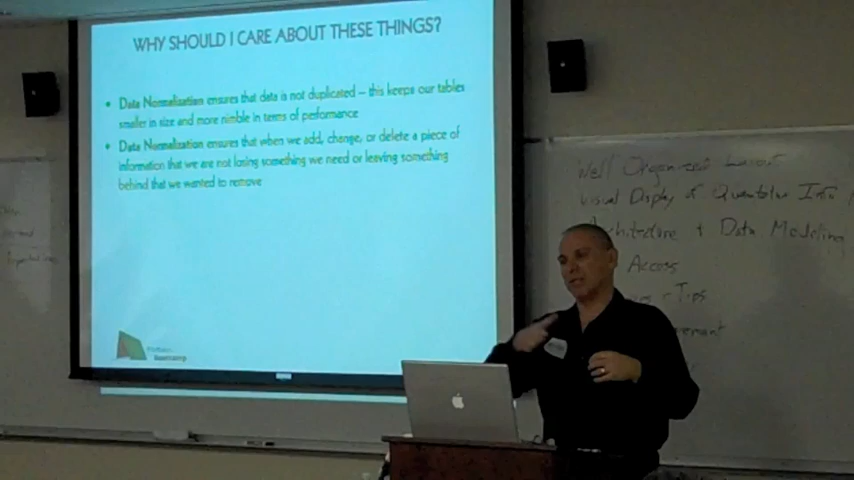 WHY SHOULD I CARE ABOUT THESE THINGS?
• Data Normalization ensures that data is not duplicated – this keeps our tables
smaller in size and more nimble in terms of performance
• Data Normalization ensures that when we add, change, or delete a piece of
information that we are not losing something we need or leaving something
behind that we wanted to remove
bootcamp
Well Organized Layout
Visual Display of Quantative Info
Architecture + Data Modeling
Access
+ Tips